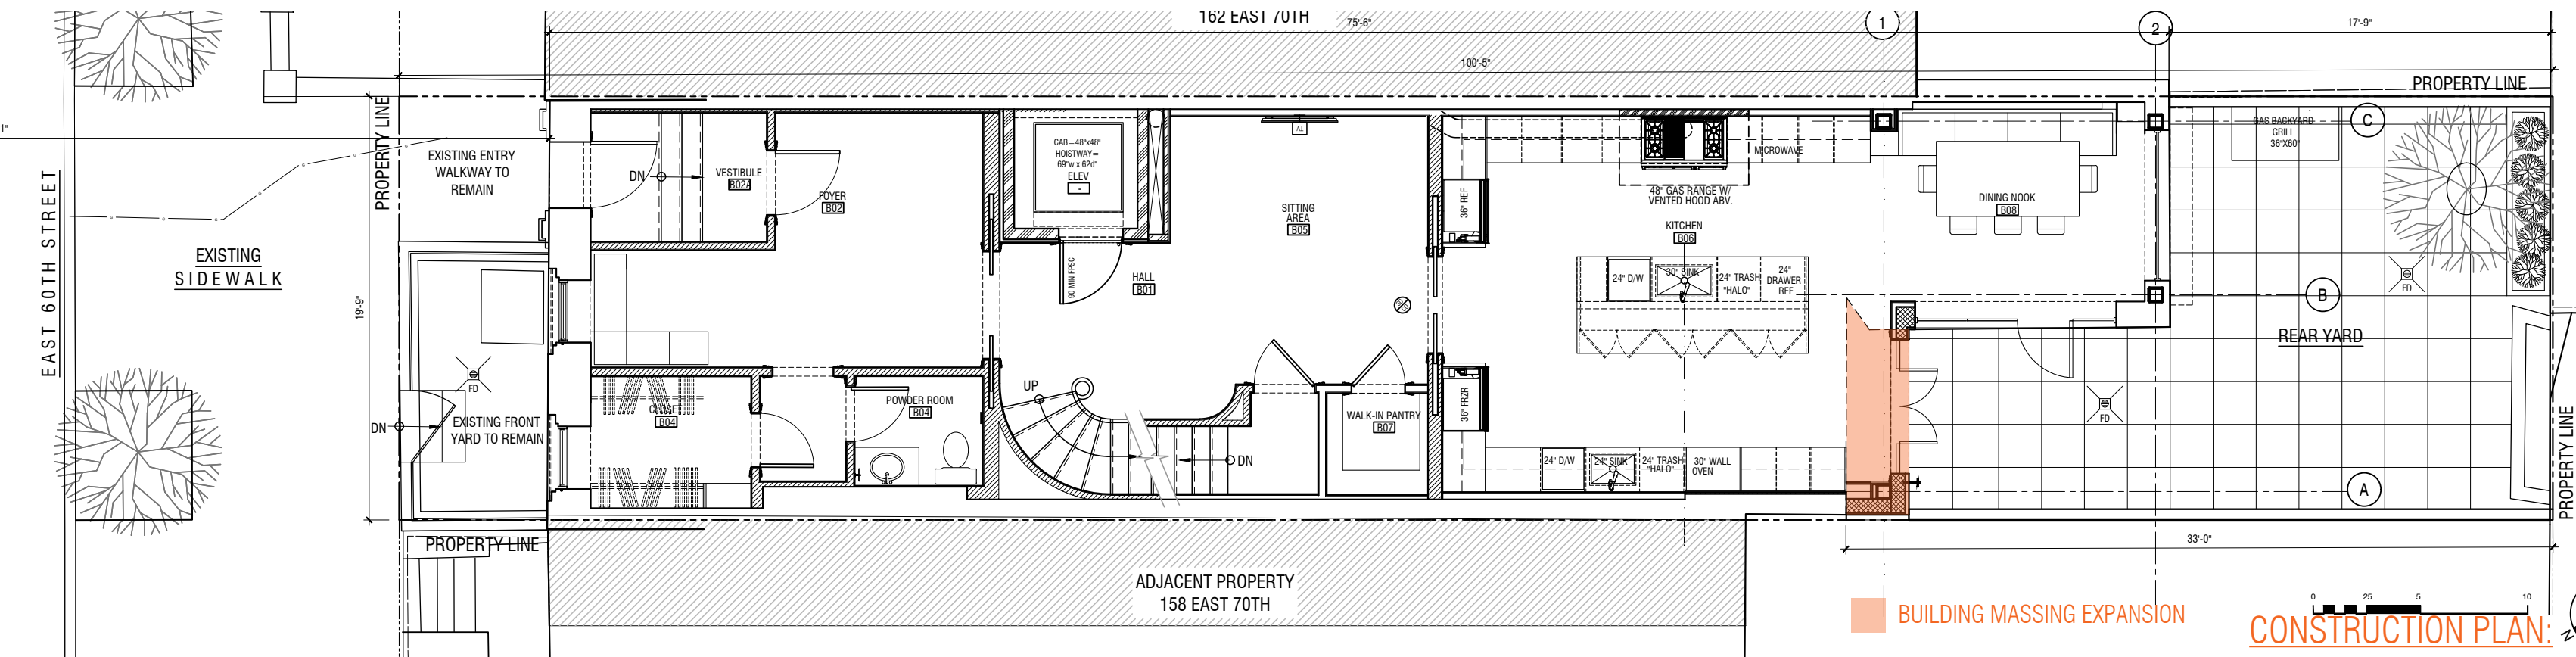 162 EAST 70TH
75'-6"
1
2
17'-9"
100'-5"
PROPERTY LINE
1"
PROPERTY LINE
EXISTING ENTRY
WALKWAY TO
REMAIN
DN
VESTIBULE
B02A
FOYER
B02
CAB=48"x48"
HOISTWAY=
69"w x 62d"
ELEV
-
TV
SITTING
AREA
B05
36" REF
MICROWAVE
48" GAS RANGE W/
VENTED HOOD ABV.
KITCHEN
B06
DINING NOOK
B08
GAS BACKYARD
GRILL
36"X60"
C
EAST 60TH STREET
EXISTING
SIDEWALK
19'-9"
90 MIN FPSC
HALL
B01
24" D/W
30" SINK
24" TRASH
"HALO"
24"
DRAWER
REF
FD
B
REAR YARD
FD
UP
CLOSET
B04
POWDER ROOM
B04
WALK-IN PANTRY
B07
36" FRZR
FD
DN
EXISTING FRONT
YARD TO REMAIN
DN
24" D/W
24" SINK
24" TRASH
"HALO"
30" WALL
OVEN
A
PROPERTY LINE
PROPERTY LINE
33'-0"
ADJACENT PROPERTY
158 EAST 70TH
BUILDING MASSING EXPANSION
0 25 5 10
CONSTRUCTION PLAN:
N